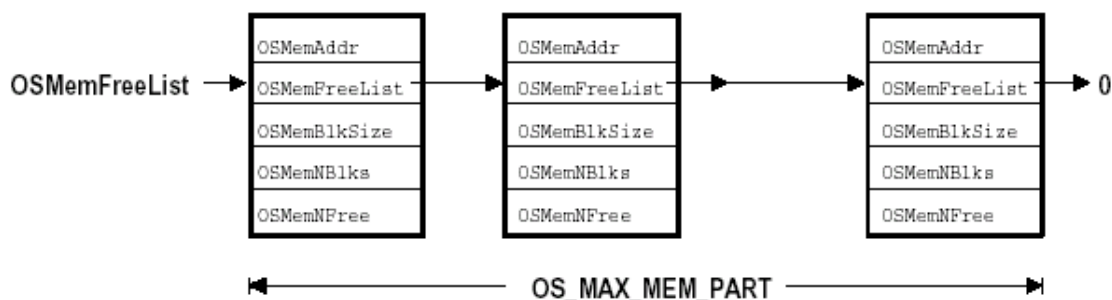 OSMemAddr OSMemAddr OSMemAddr
OSMemFreeList OSMemFreeList OSMemFreeList OSMemFreeList 0
OSMemBlkSize OSMemBlkSize OSMemBlkSize
OSMemNBlks OSMemNBlks OSMemNBlks
OSMemNFree OSMemNFree OSMemNFree
OS_MAX_MEM_PART